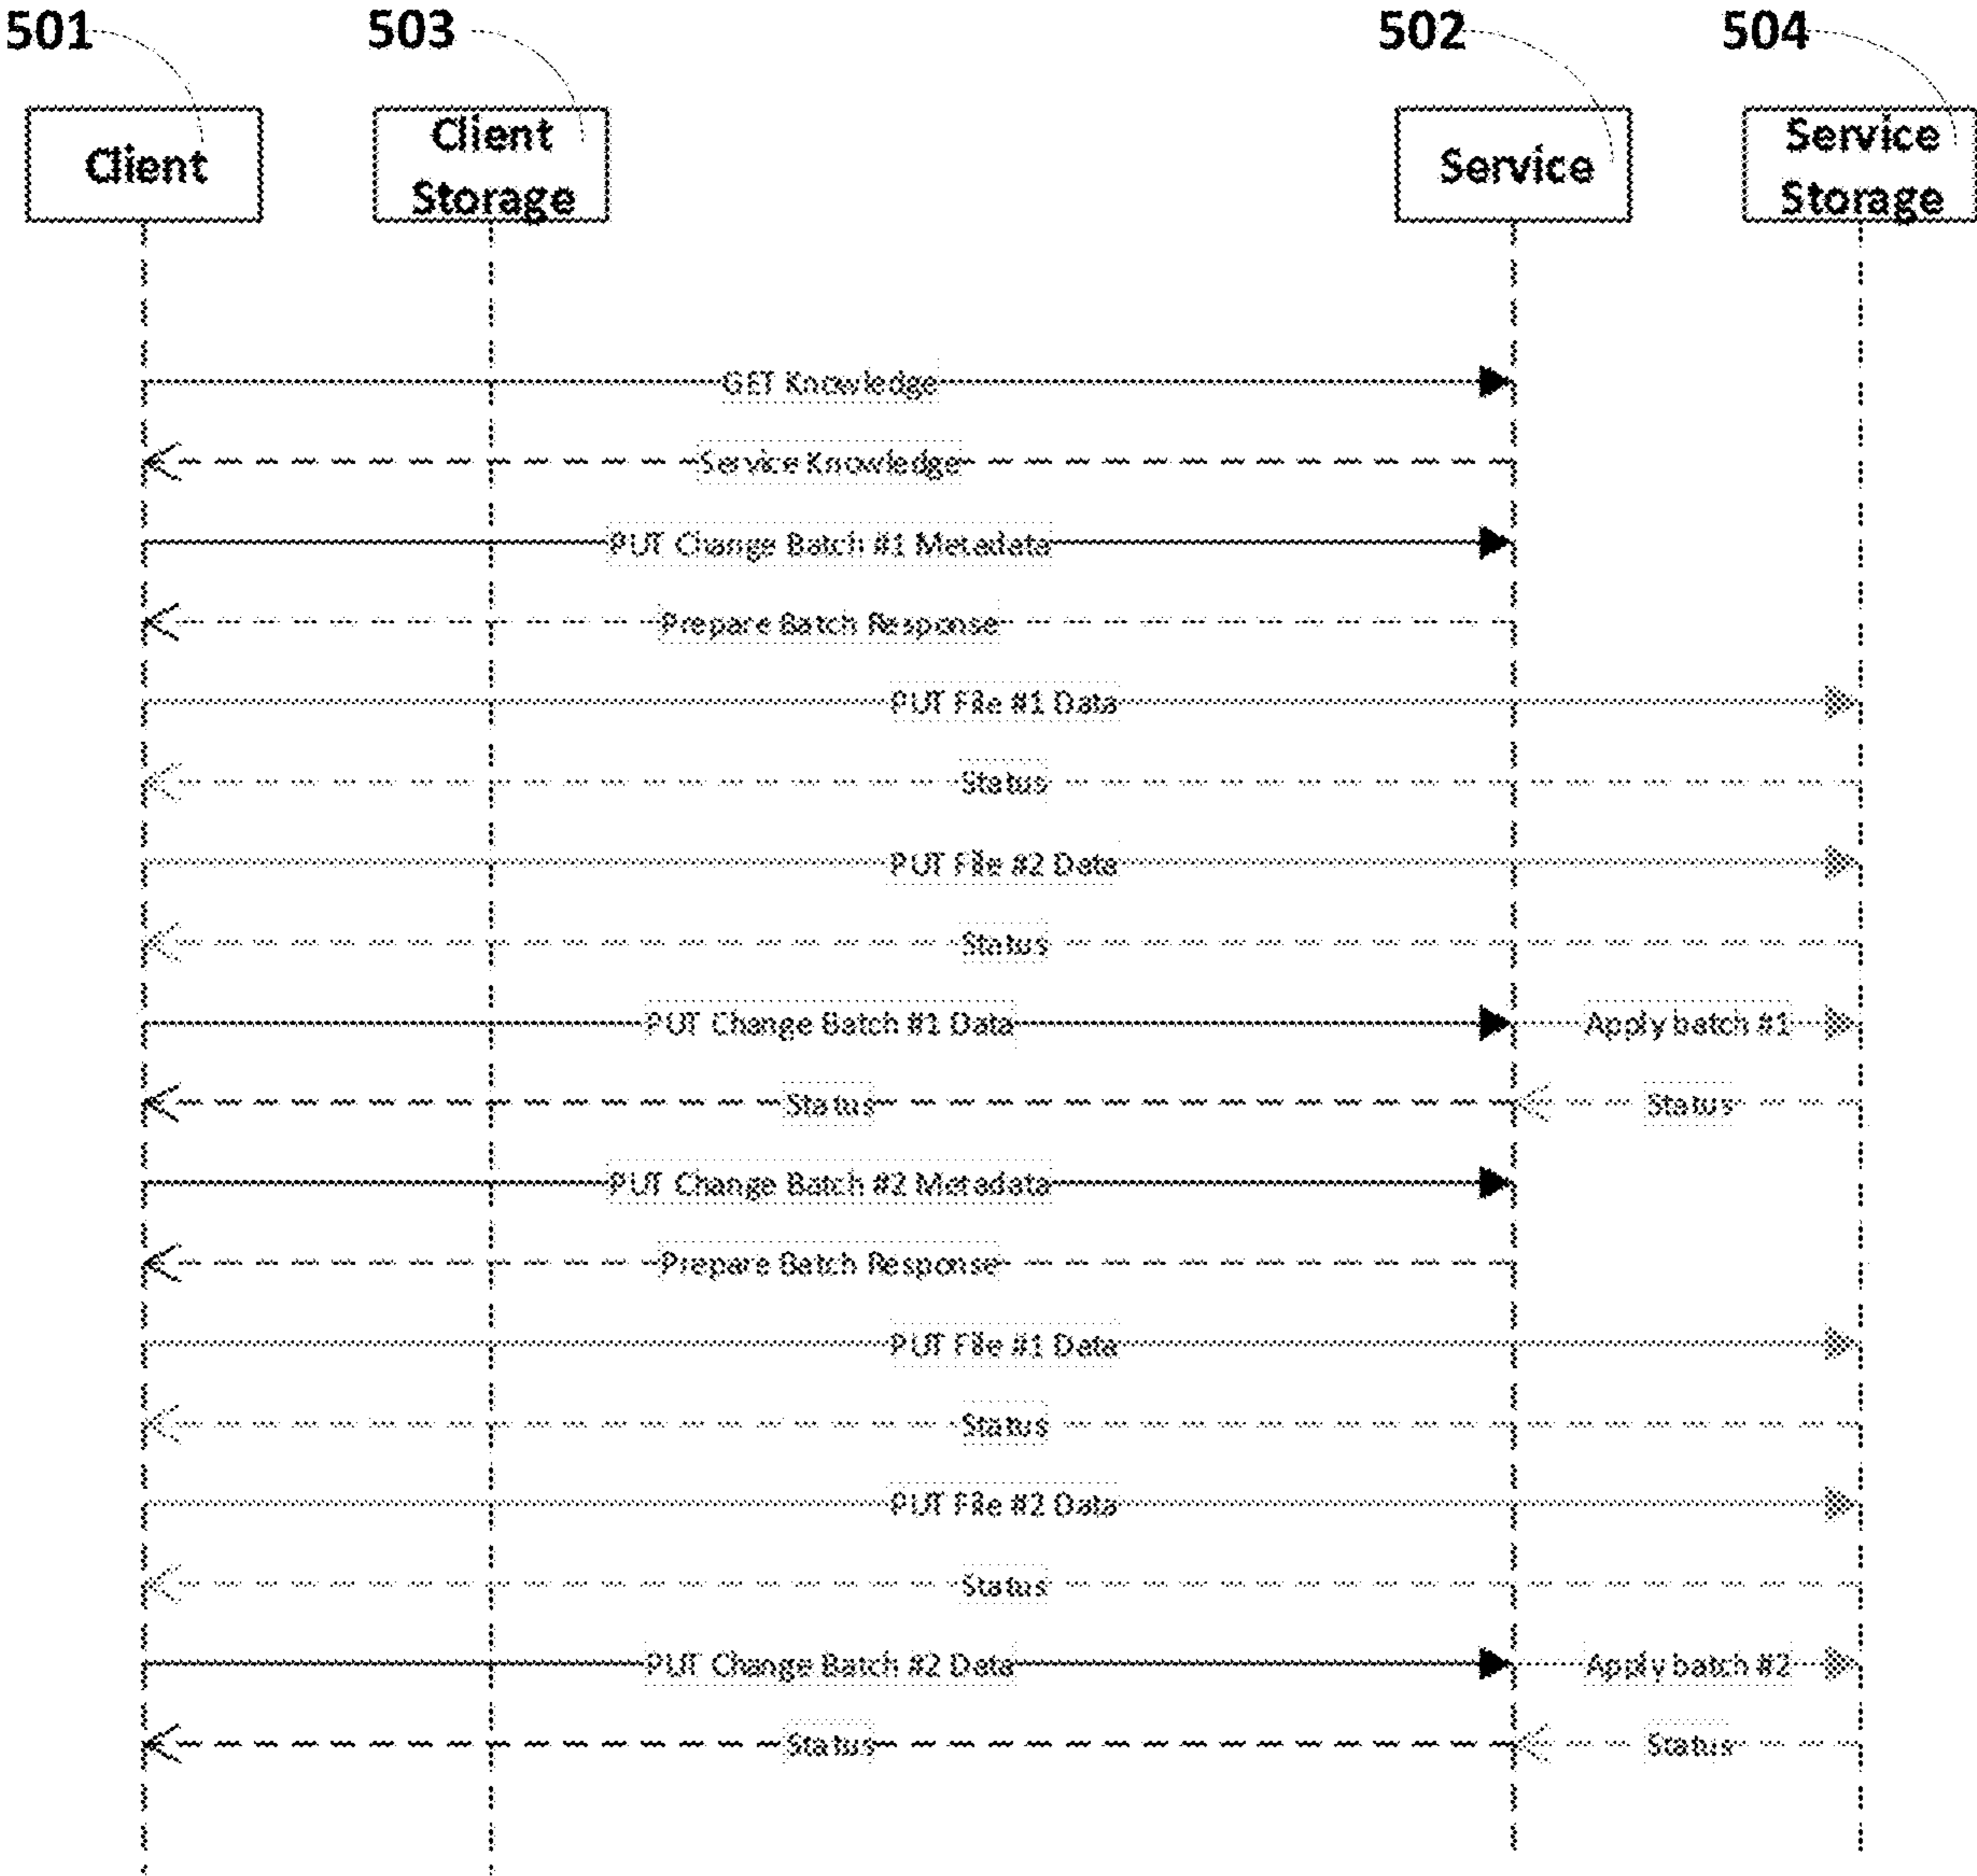 501
503
502
504
Client
Client
Storage
Service
Service
Storage
GET Knowledge
Service Knowledge
PUT Change Batch #1 Metadata
Prepare Batch Response
PUT File #1 Data
Status
PUT File #2 Data
Status
PUT Change Batch #1 Data
Apply batch #1
Status
Status
PUT Change Batch #2 Metadata
Prepare Batch Response
PUT File #1 Data
Status
PUT File #2 Data
Status
PUT Change Batch #2 Data
Apply batch #2
Status
Status